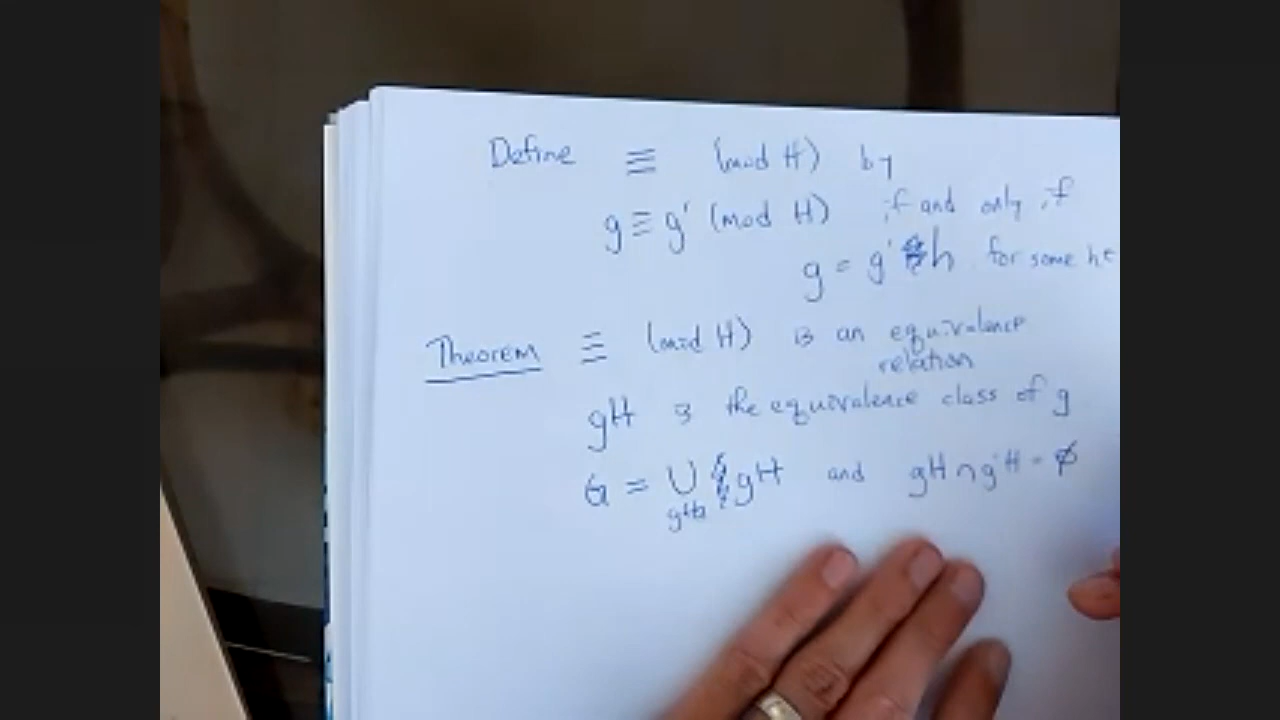 Define ≡ (mod H) by
g ≡ g' (mod H) if and only if
g = g' h for some h ∈
Theorem ≡ (mod H) is an equivalence
relation
gH is the equivalence class of g
G = ∪ gH and gH ∩ g'H = ∅